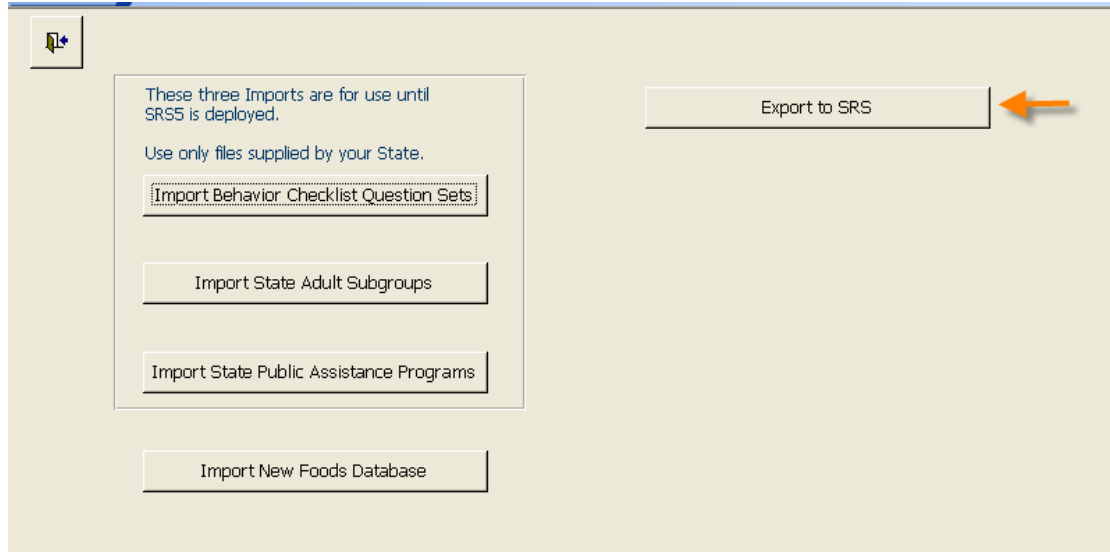 These three Imports are for use until
SRS5 is deployed.
Use only files supplied by your State.
Import Behavior Checklist Question Sets
Import State Adult Subgroups
Import State Public Assistance Programs
Import New Foods Database
Export to SRS